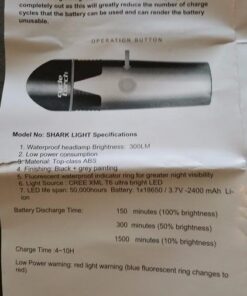 completely out as this will greatly reduce the number of charge
cycles that the battery can be used and can render the battery
unusable.
OPERATION BUTTON
cycle
torch
Model No: SHARK LIGHT Specifications
1. Waterproof headlamp-Brightness: 300LM
2. Low power consumption
3. Material: Top-class ABS
4. Finishing: Black + grey painting
5. Fluorescent waterproof indicator ring for greater night visibility
6. Light Source : CREE XML T6 ultra bright LED
7. LED life span: 50,000hours Battery: 1x18650 / 3.7V -2400 mAh Li-
ion
Battery Discharge Time: 150 minutes (100% brightness)
300 minutes (50% brightness)
1500 minutes (10% brightness)
Charge Time :4~10H
Low Power warning: red light warning (blue fluorescent ring changes to
red)